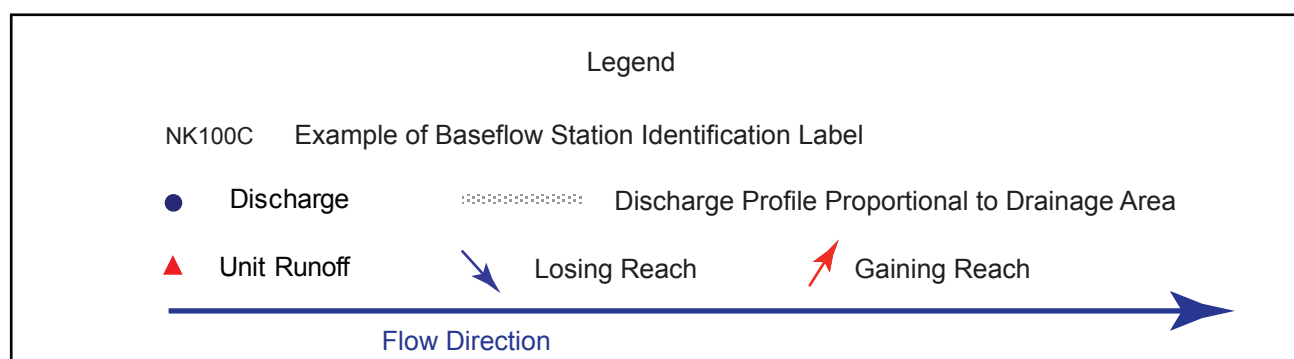 Legend
NK100C Example of Baseflow Station Identification Label
Discharge Discharge Profile Proportional to Drainage Area
Unit Runoff Losing Reach Gaining Reach
Flow Direction